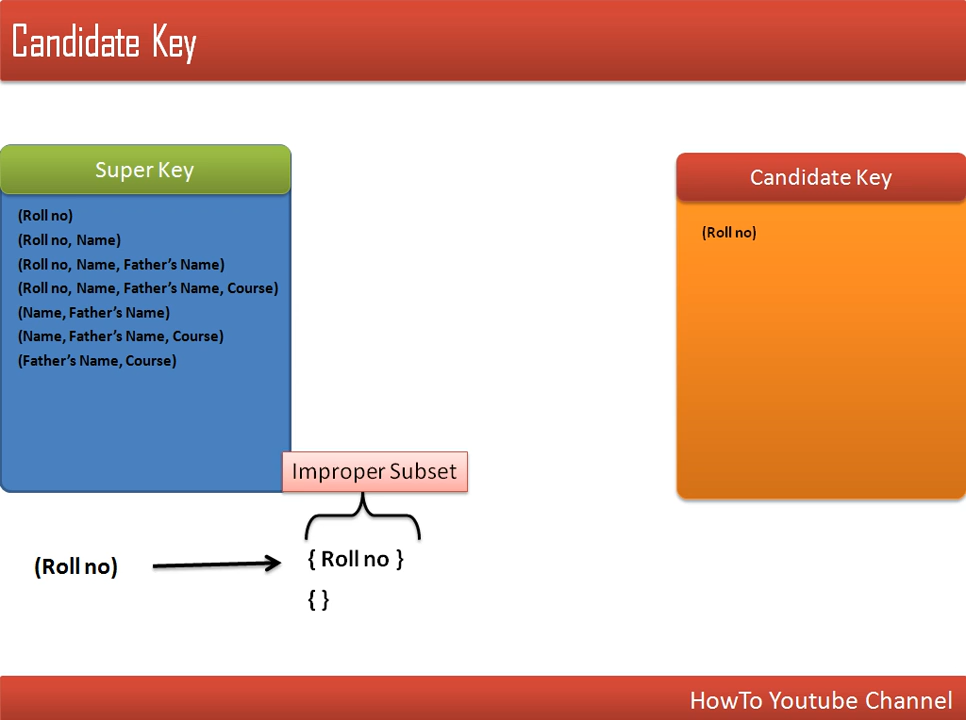 Candidate Key
Super Key
(Roll no)
(Roll no, Name)
(Roll no, Name, Father’s Name)
(Roll no, Name, Father’s Name, Course)
(Name, Father’s Name)
(Name, Father’s Name, Course)
(Father’s Name, Course)
Candidate Key
(Roll no)
Improper Subset
(Roll no)
{ Roll no }
{ }
HowTo Youtube Channel